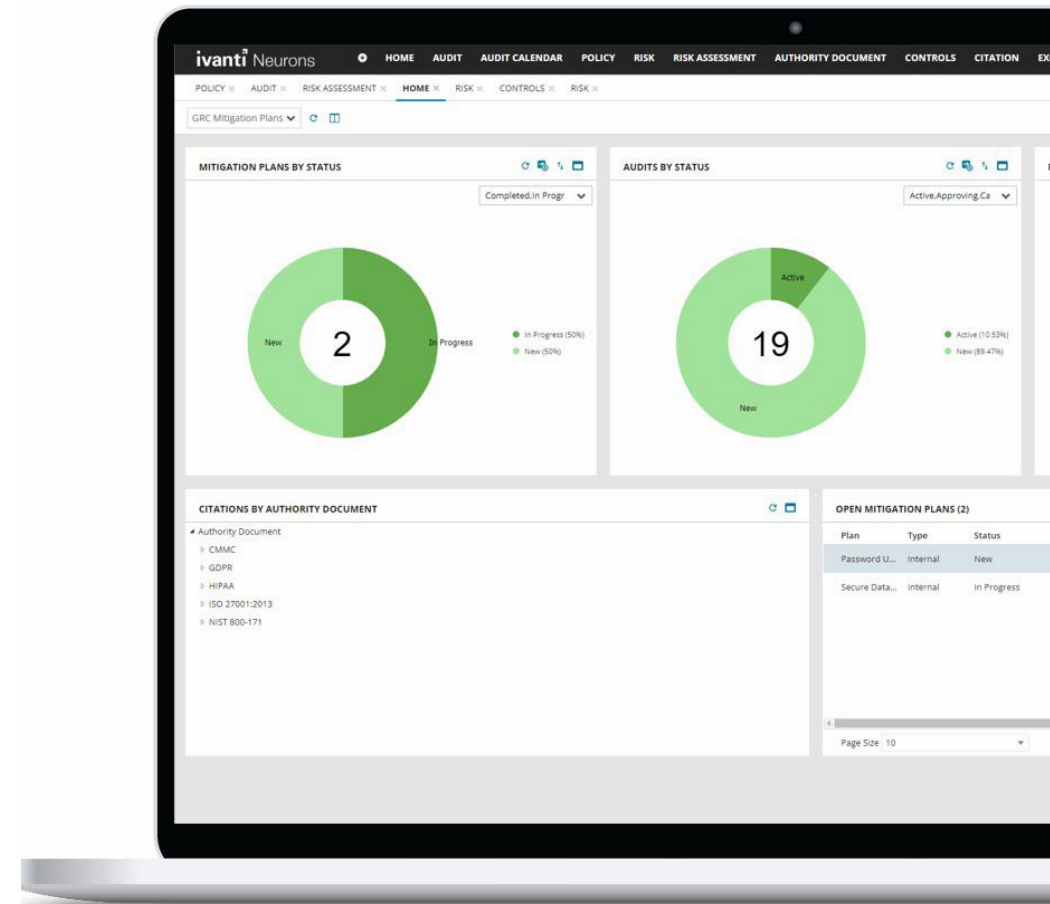 ivanti Neurons HOME AUDIT AUDIT CALENDAR POLICY RISK RISK ASSESSMENT AUTHORITY DOCUMENT CONTROLS CITATION
POLICY × AUDIT × RISK ASSESSMENT × HOME × RISK × CONTROLS × RISK ×
GRC Mitigation Plans
MITIGATION PLANS BY STATUS
Completed,In Progr
New
2
In Progress
In Progress (50%)
New (50%)
AUDITS BY STATUS
Active,Approving,Ca
Active
19
New
Active (10.53%)
New (89.47%)
CITATIONS BY AUTHORITY DOCUMENT
Authority Document
CMMC
GDPR
HIPAA
ISO 27001:2013
NIST 800-171
OPEN MITIGATION PLANS (2)
Plan Type Status
Password U... Internal New
Secure Data... Internal In Progress
Page Size 10